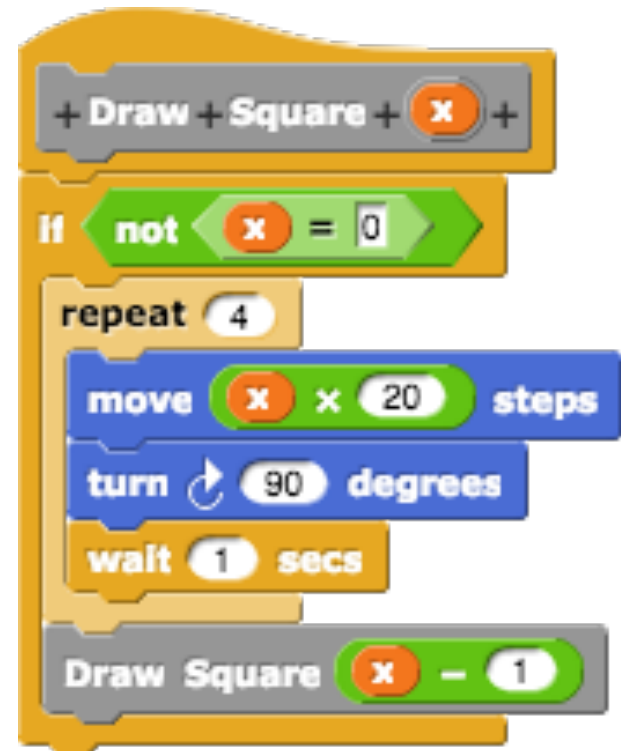 + Draw + Square + x +
if not x = 0
repeat 4
move x × 20 steps
turn 90 degrees
wait 1 secs
Draw Square x - 1